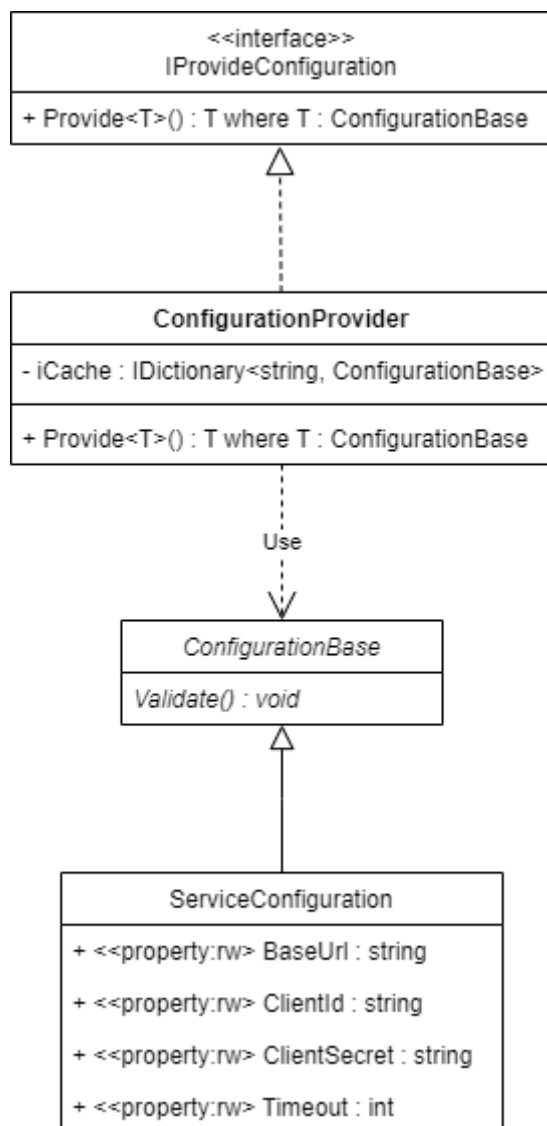 <<interface>>
IProvideConfiguration
+ Provide<T>() : T where T : ConfigurationBase
ConfigurationProvider
- iCache : IDictionary<string, ConfigurationBase>
+ Provide<T>() : T where T : ConfigurationBase
Use
ConfigurationBase
Validate() : void
ServiceConfiguration
+ <<property:rw> BaseUrl : string
+ <<property:rw> ClientId : string
+ <<property:rw> ClientSecret : string
+ <<property:rw> Timeout : int